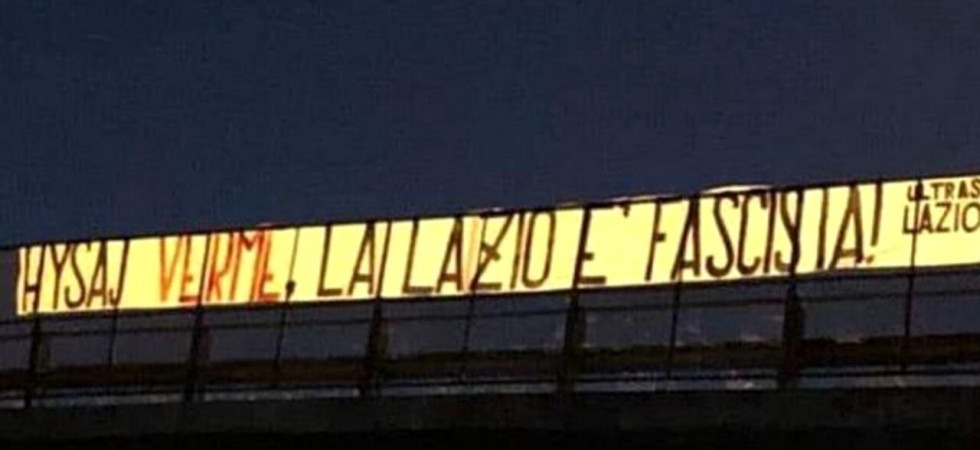 HYSAJ VERME, LA LAZIO E' FASCISTA!
ULTRAS
LAZIO